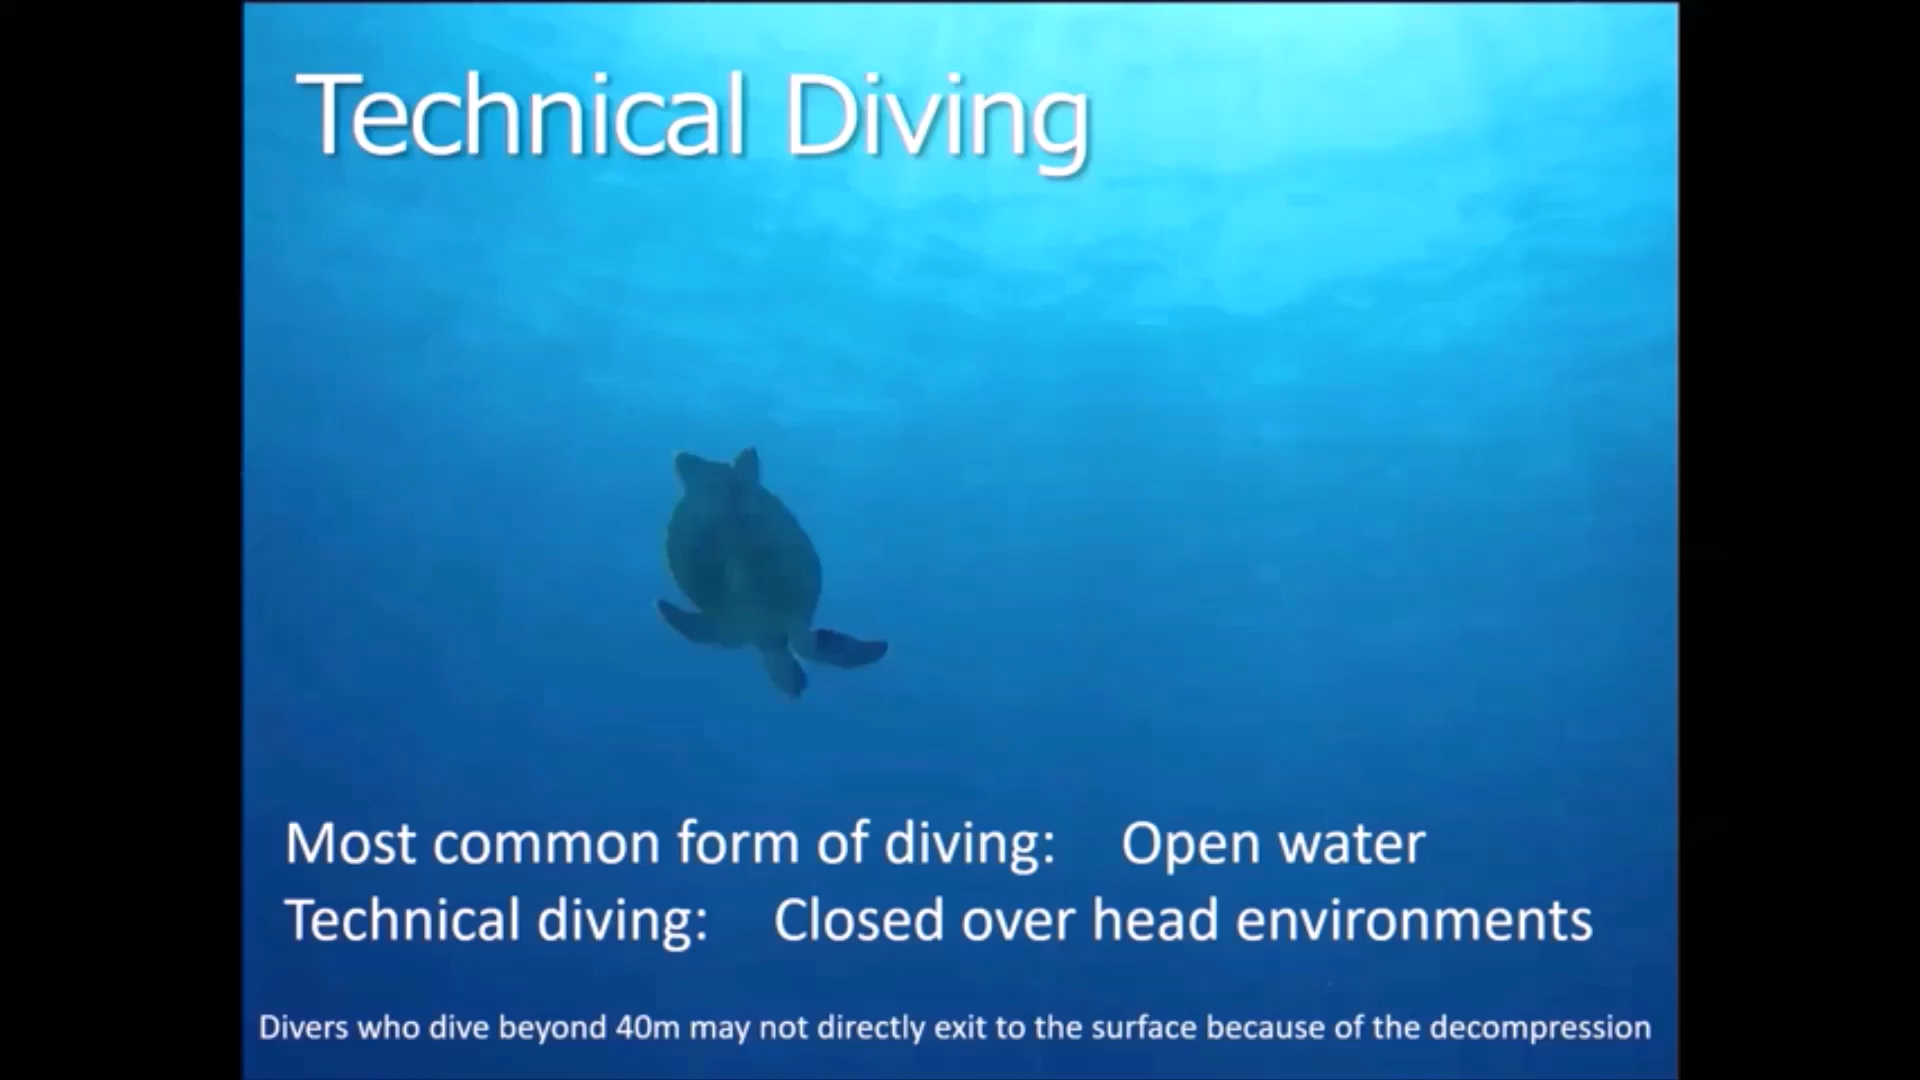 Technical Diving
Most common form of diving: Open water
Technical diving: Closed over head environments
Divers who dive beyond 40m may not directly exit to the surface because of the decompression